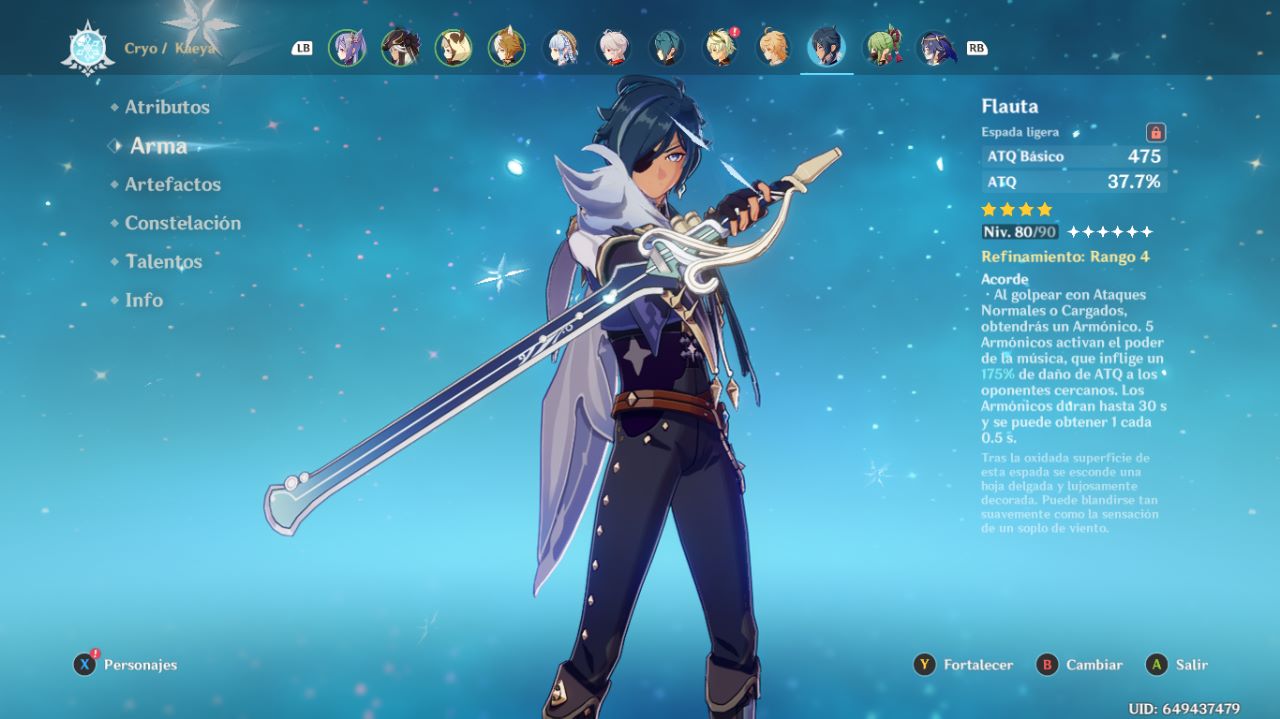 Cryo / Kaeya
LB
RB
Atributos
Arma
Artefactos
Constelación
Talentos
Info
Flauta
Espada ligera
ATQ Básico 475
ATQ 37.7%
Niv. 80/90
Refinamiento: Rango 4
Acorde
· Al golpear con Ataques
Normales o Cargados,
obtendrás un Armónico. 5
Armónicos activan el poder
de la música, que inflige un
175% de daño de ATQ a los
oponentes cercanos. Los
Armónicos duran hasta 30 s
y se puede obtener 1 cada
0.5 s.
Tras la oxidada superficie de
esta espada se esconde una
hoja delgada y lujosamente
decorada. Puede blandirse tan
suavemente como la sensación
de un soplo de viento.
X Personajes
Y Fortalecer B Cambiar A Salir
UID: 649437479